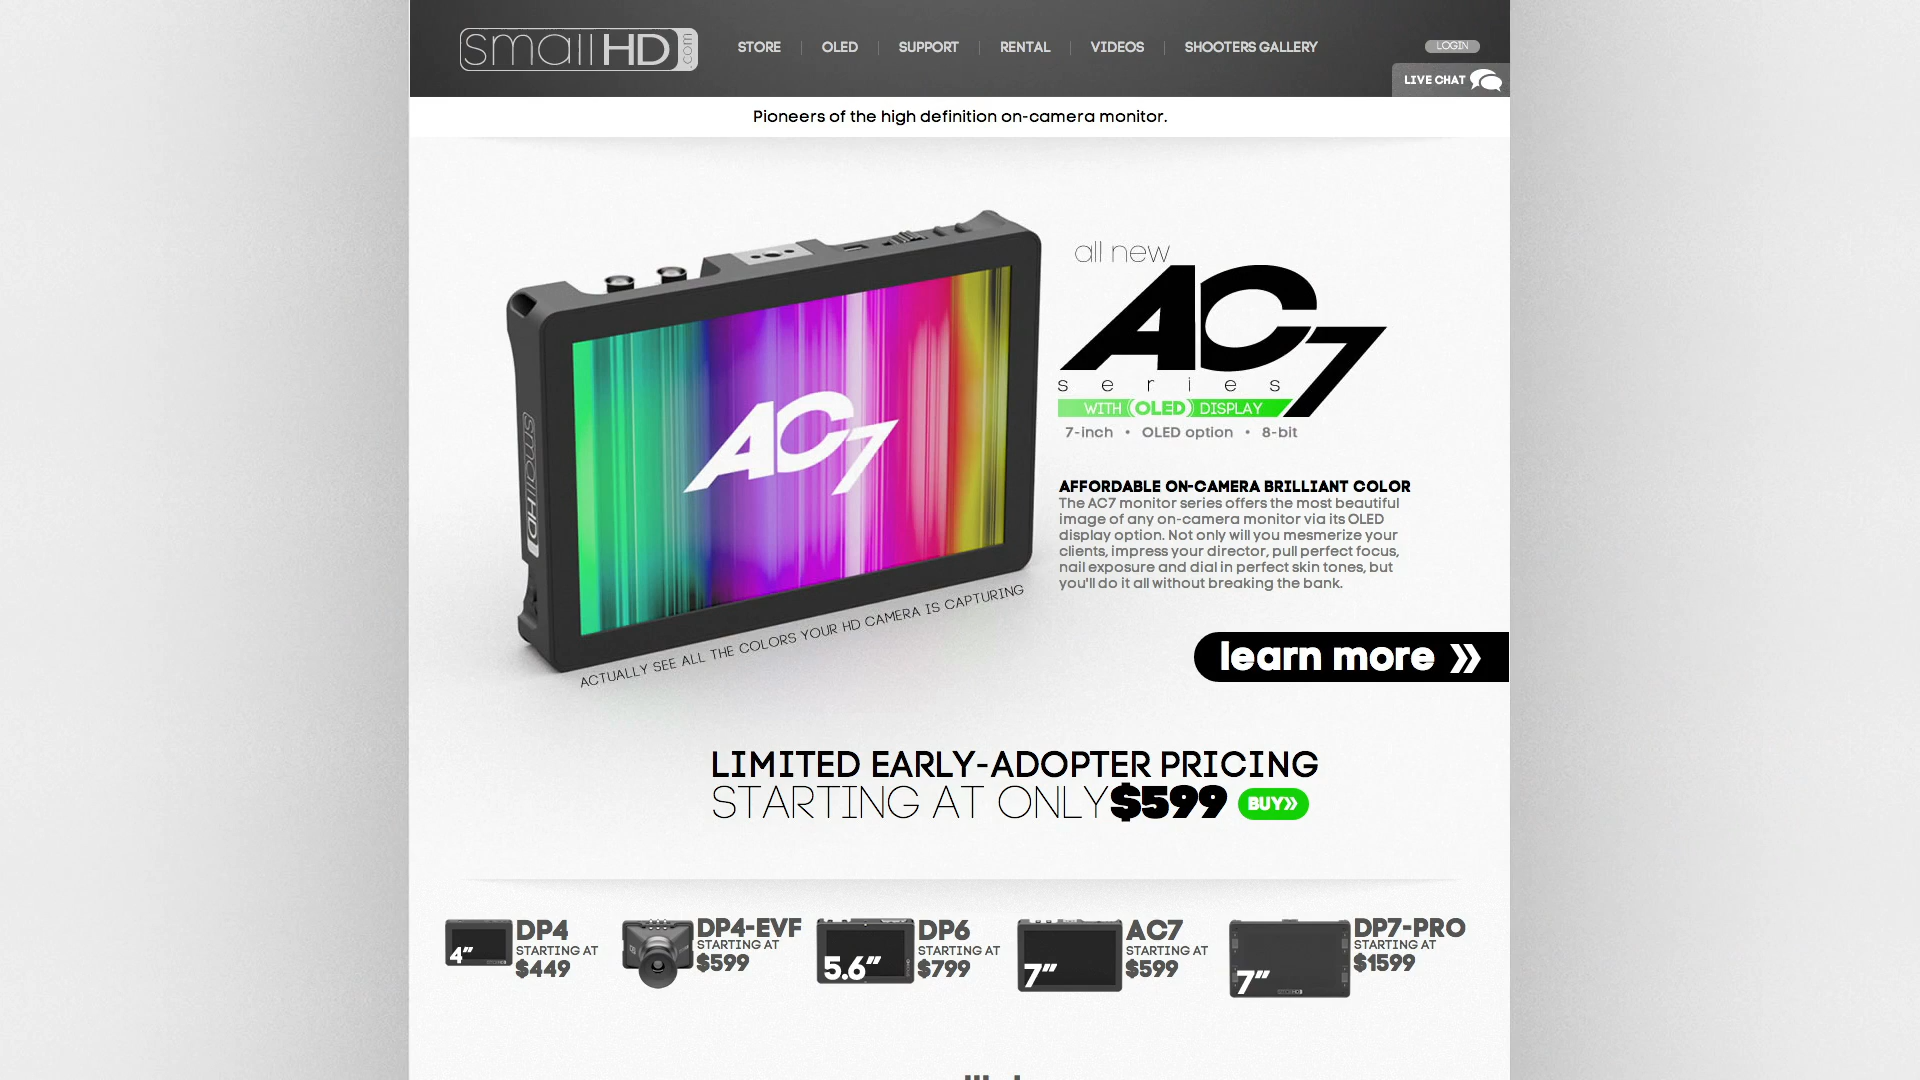 smallHD.com
STORE
OLED
SUPPORT
RENTAL
VIDEOS
SHOOTERS GALLERY
LOGIN
LIVE CHAT
Pioneers of the high definition on-camera monitor.
smallHD
AC7
ACTUALLY SEE ALL THE COLORS YOUR HD CAMERA IS CAPTURING
all new
AC7
series
WITH (OLED) DISPLAY
7-inch • OLED option • 8-bit
AFFORDABLE ON-CAMERA BRILLIANT COLOR
The AC7 monitor series offers the most beautiful
image of any on-camera monitor via its OLED
display option. Not only will you mesmerize your
clients, impress your director, pull perfect focus,
nail exposure and dial in perfect skin tones, but
you'll do it all without breaking the bank.
learn more »
LIMITED EARLY-ADOPTER PRICING
STARTING AT ONLY $599
BUY»
4”
DP4
STARTING AT
$449
DP4-EVF
STARTING AT
$599
5.6”
DP6
STARTING AT
$799
7”
AC7
STARTING AT
$599
7”
DP7-PRO
STARTING AT
$1599